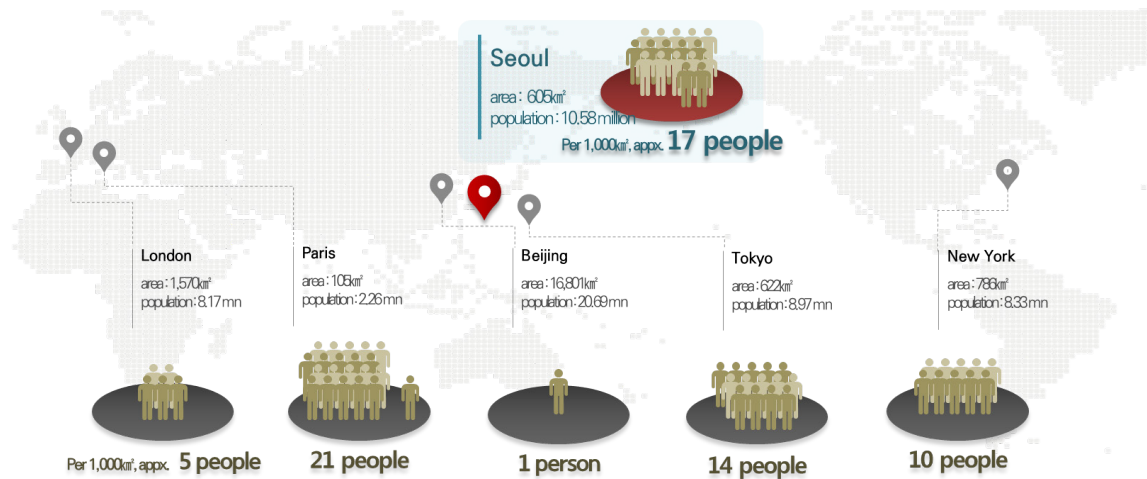 Seoul
area : 605㎢
population : 10.58 million
Per 1,000㎢, appx. 17 people
London
area : 1,570㎢
population : 8.17 mn
Paris
area : 105㎢
population : 2.26 mn
Beijing
area : 16,801㎢
population : 20.69 mn
Tokyo
area : 622㎢
population : 8.97 mn
New York
area : 786㎢
population : 8.33 mn
Per 1,000㎢, appx. 5 people
21 people
1 person
14 people
10 people